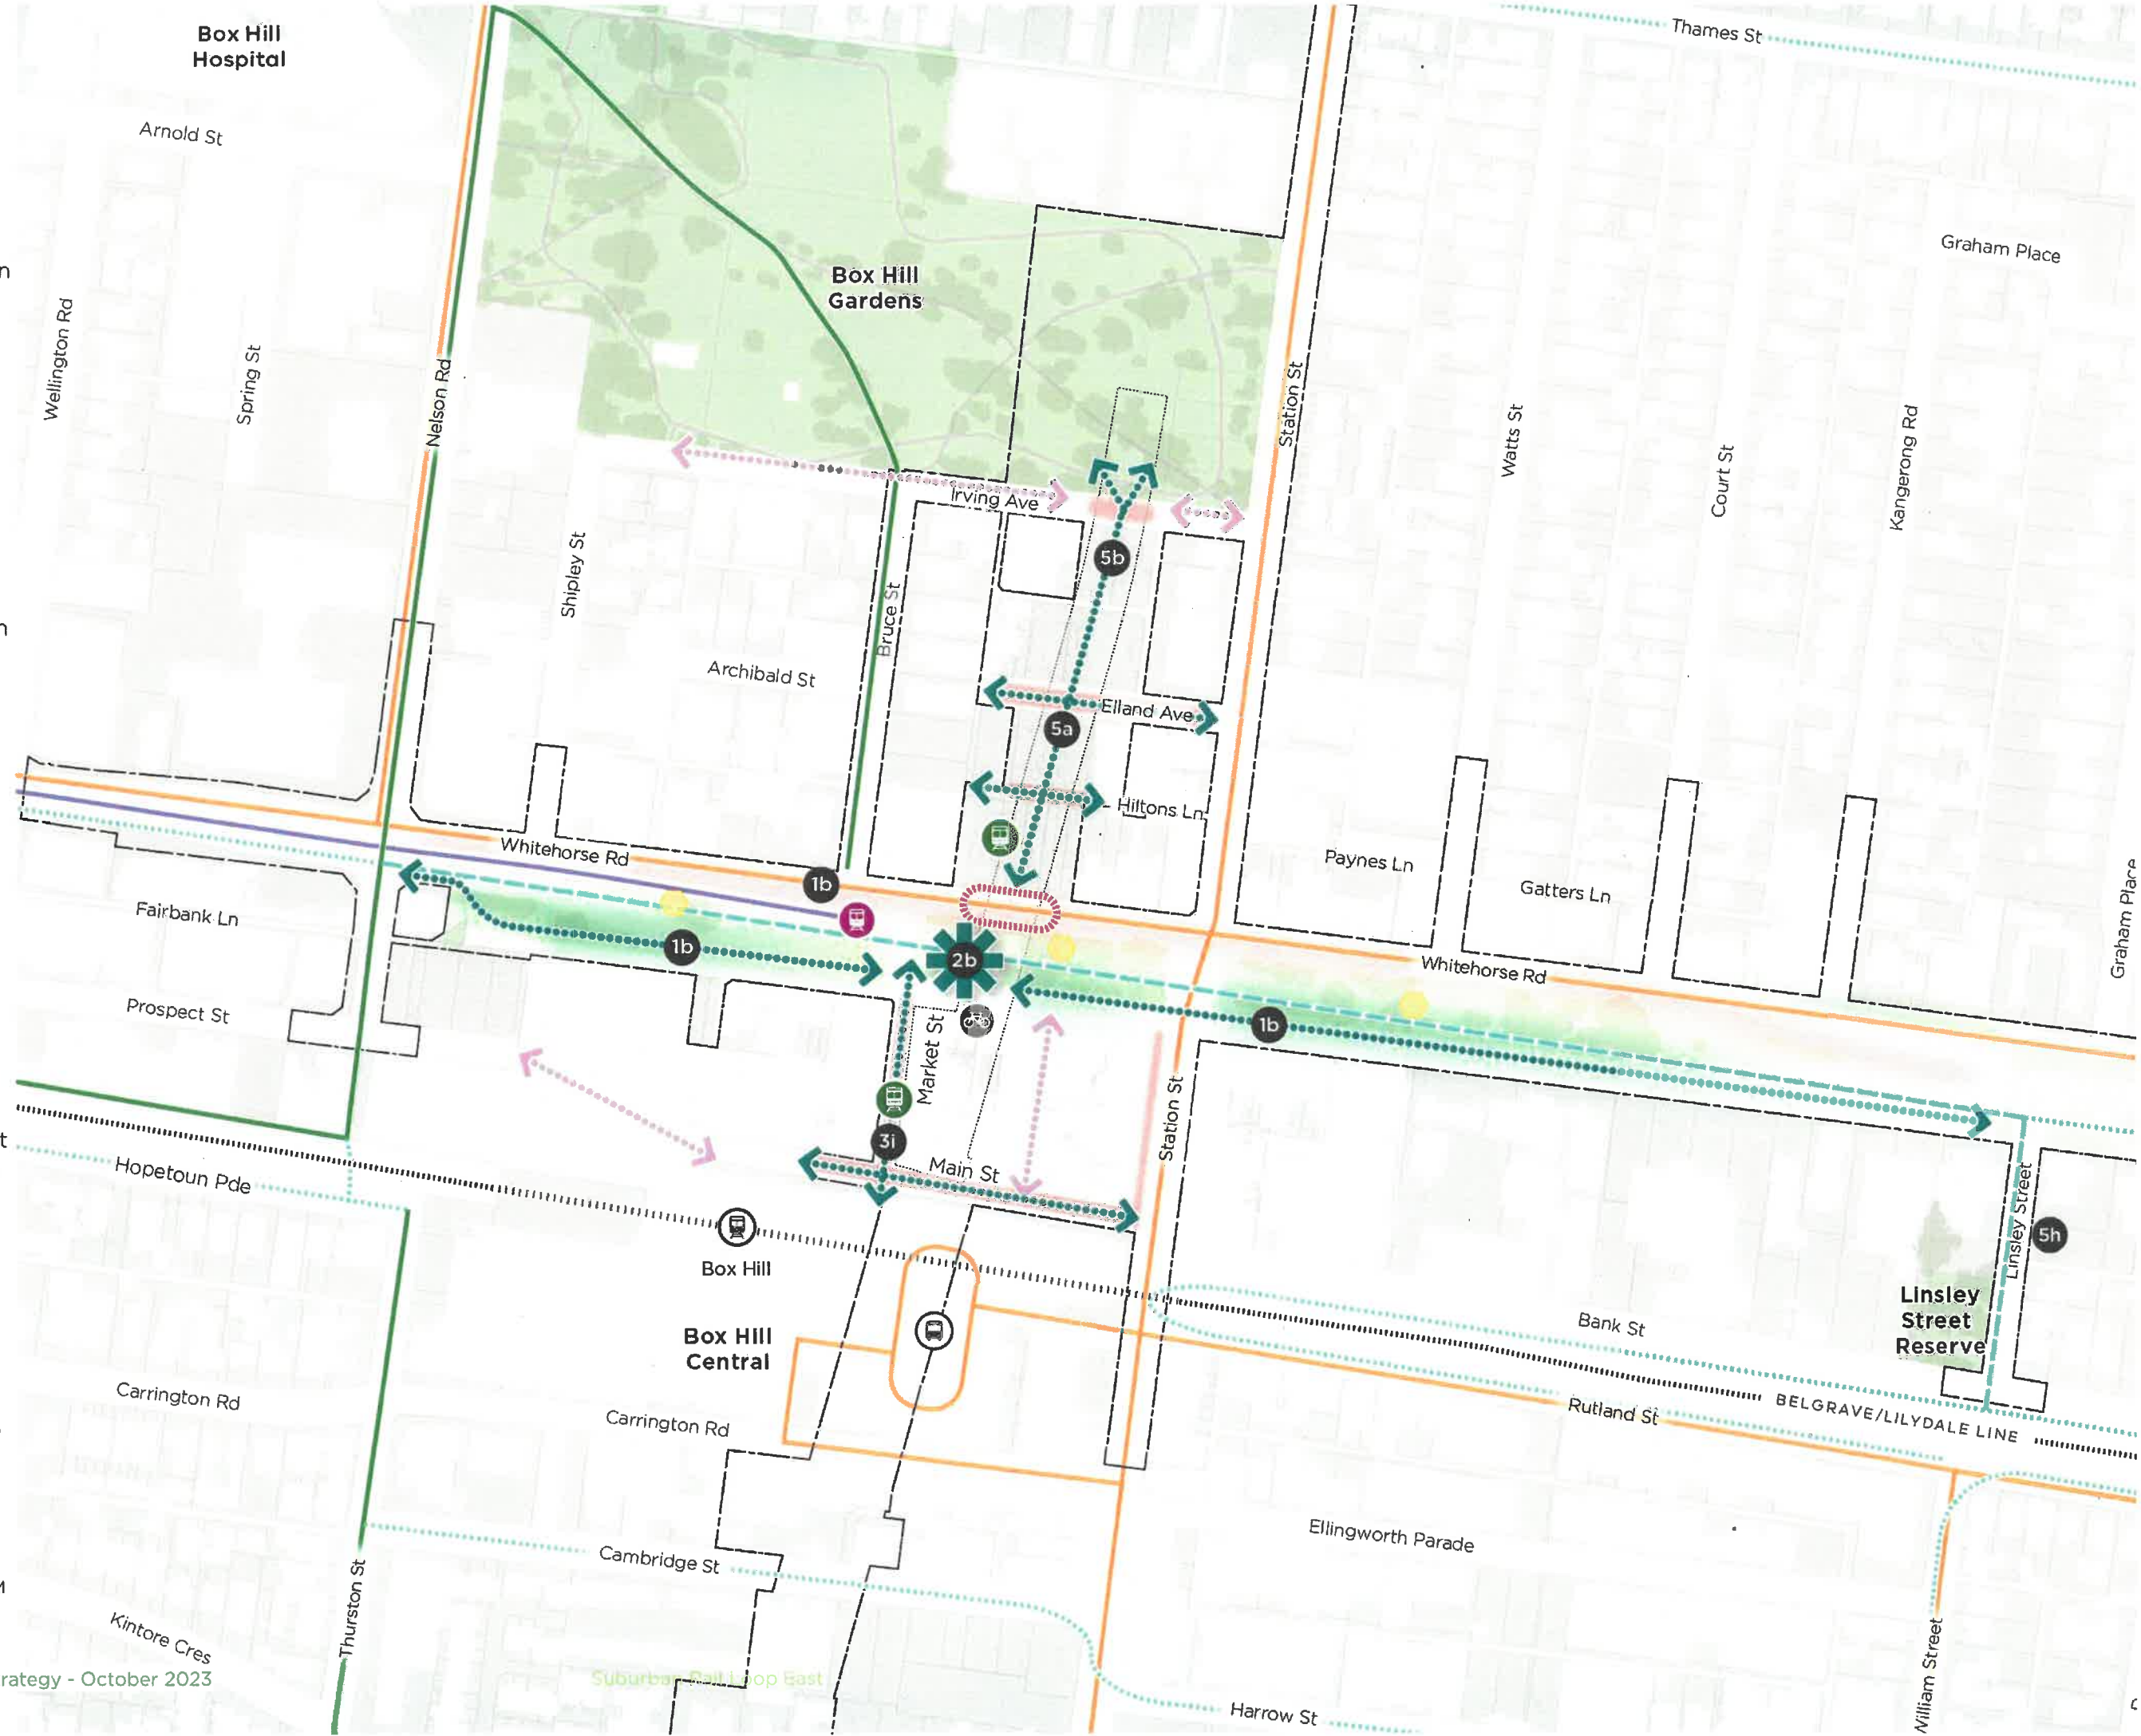 Box Hill
Hospital
Thames St
Arnold St
Graham Place
n
Box Hill
Gardens
Wellington Rd
Spring St
Nelson Rd
Station St
Watts St
Court St
Kangerong Rd
Irving Ave
5b
Shipley St
Bruce St
n
Archibald St
Elland Ave
5a
Hiltons Ln
Whitehorse Rd
1b
Paynes Ln
Gatters Ln
Graham Place
Fairbank Ln
1b
2b
Whitehorse Rd
Prospect St
Market St
1b
Station St
t
Hopetoun Pde
3i
Main St
Linsley Street
5h
Box Hill
Linsley
Street
Reserve
Bank St
Box Hill
Central
Carrington Rd
Carrington Rd
Rutland St
BELGRAVE/LILYDALE LINE
Ellingworth Parade
Cambridge St
Thurston St
Kintore Cres
William Street
rategy - October 2023
Suburban Rail Loop East
Harrow St